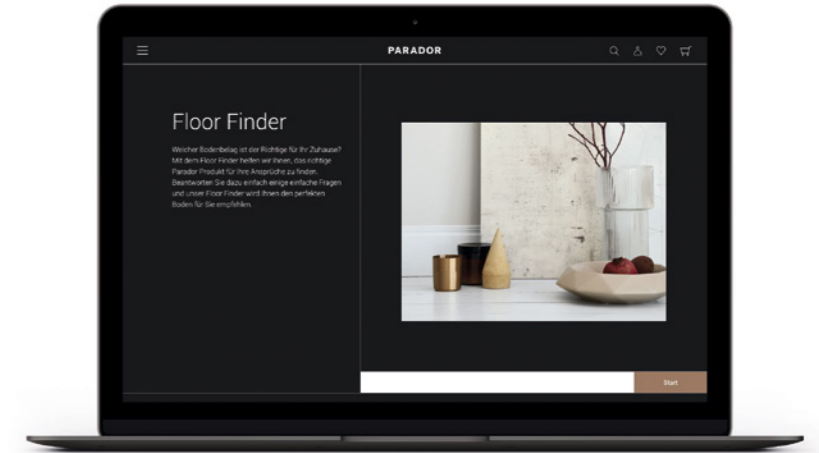 PARADOR
Floor Finder
Welcher Bodenbelag ist der Richtige für Ihr Zuhause?
Mit dem Floor Finder helfen wir Ihnen, das richtige
Parador Produkt für Ihre Ansprüche zu finden.
Beantworten Sie dazu einfach einige einfache Fragen
und unser Floor Finder wird Ihnen den perfekten
Boden für Sie empfehlen.
Start